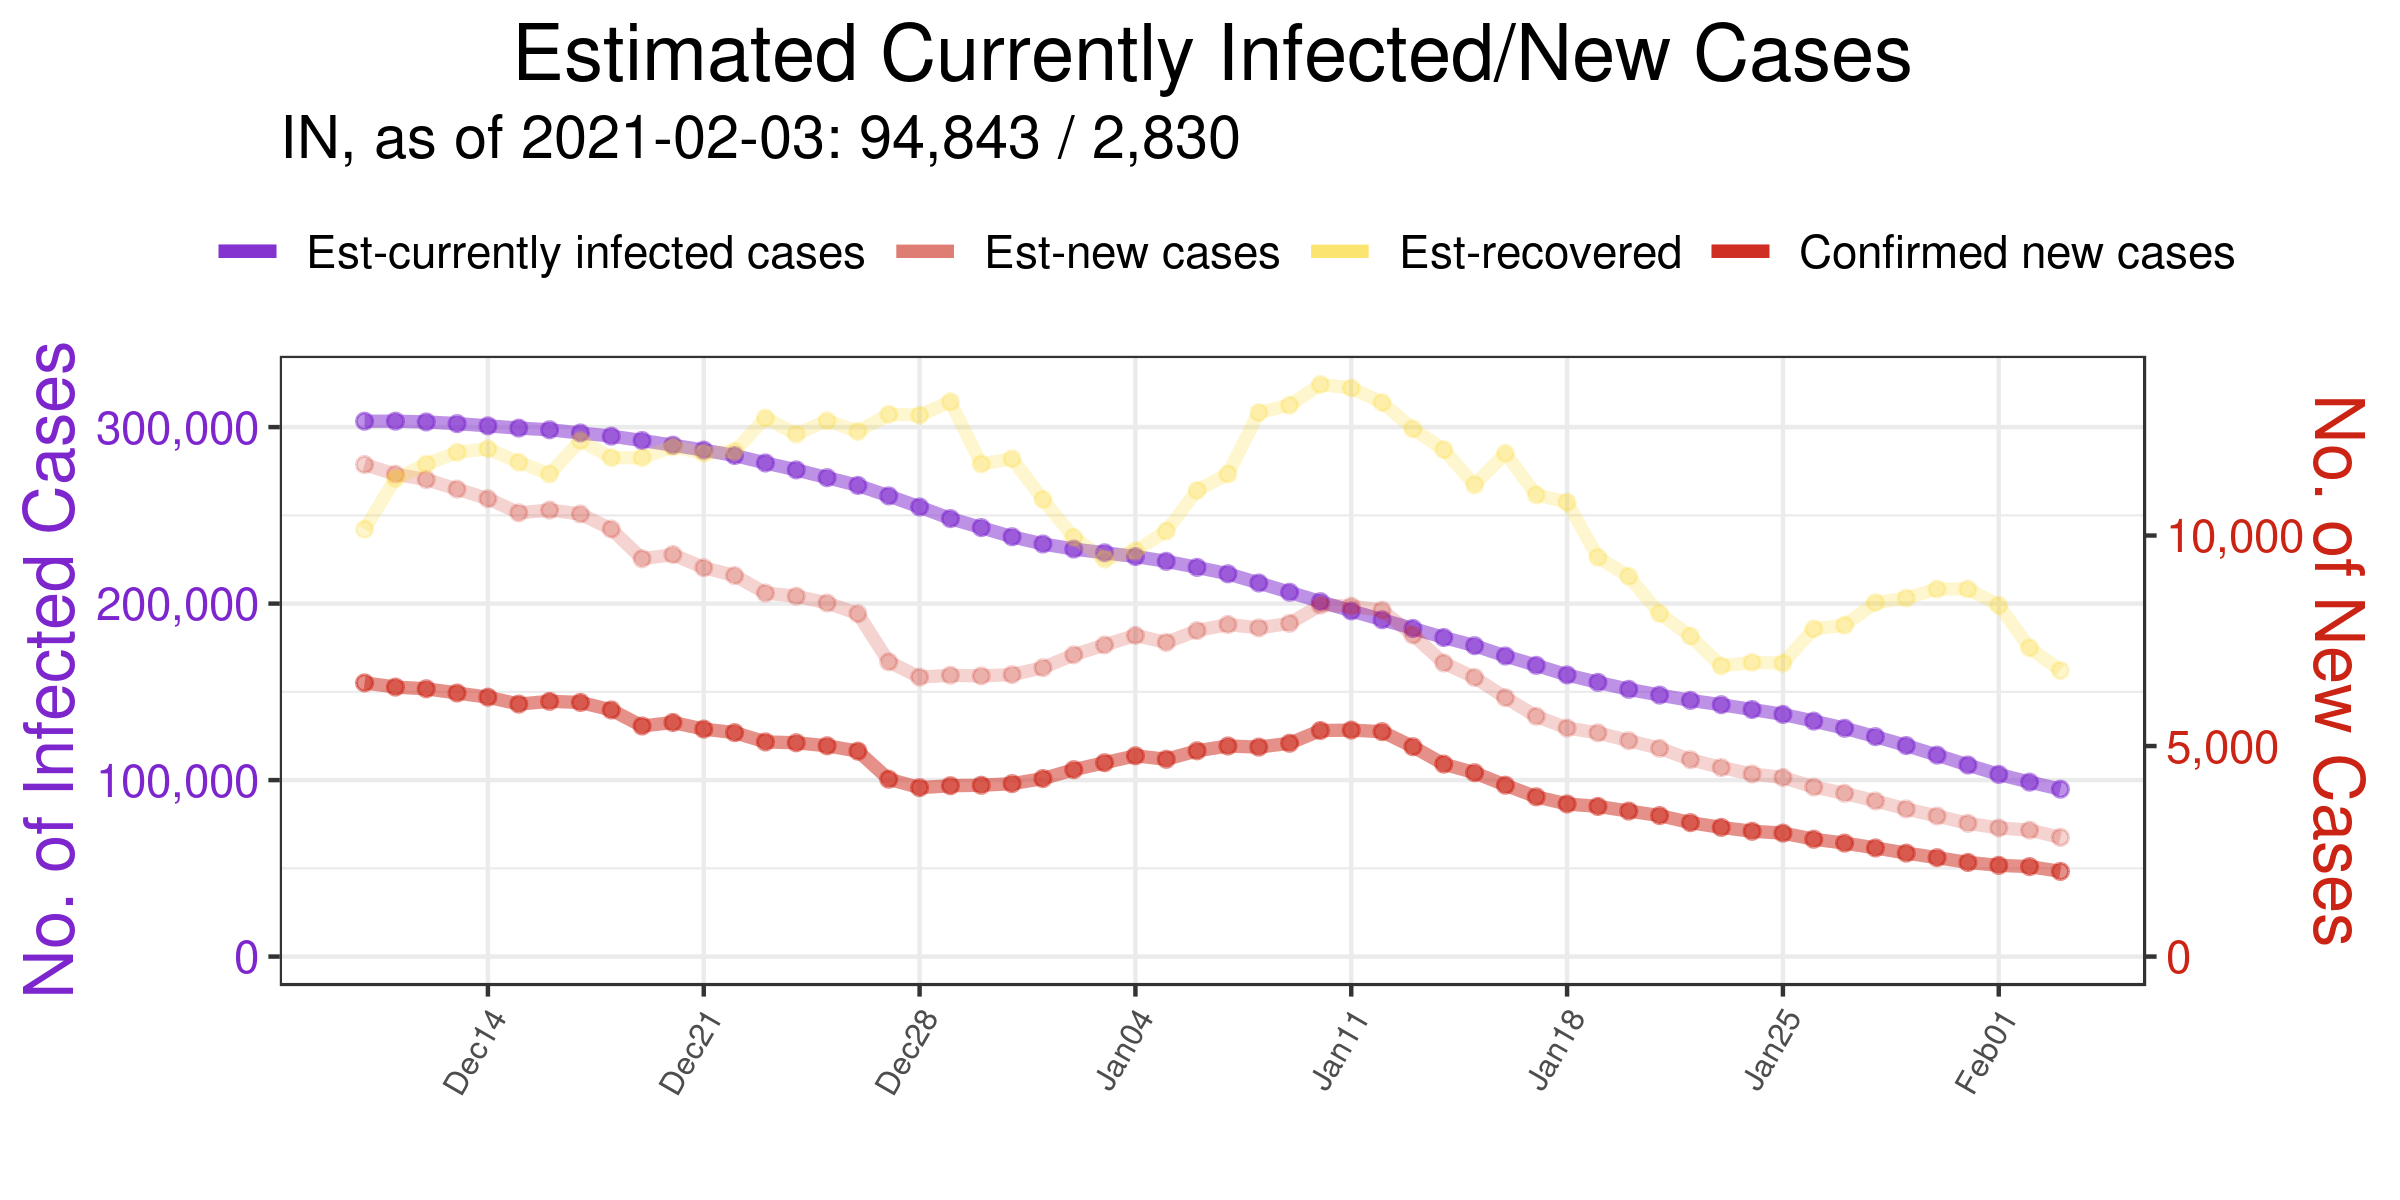 Estimated Currently Infected/New Cases
IN, as of 2021-02-03: 94,843 / 2,830
Est-currently infected cases Est-new cases Est-recovered Confirmed new cases
No. of Infected Cases
300,000
200,000
100,000
0
10,000
5,000
0
No. of New Cases
Dec14 Dec21 Dec28 Jan04 Jan11 Jan18 Jan25 Feb01